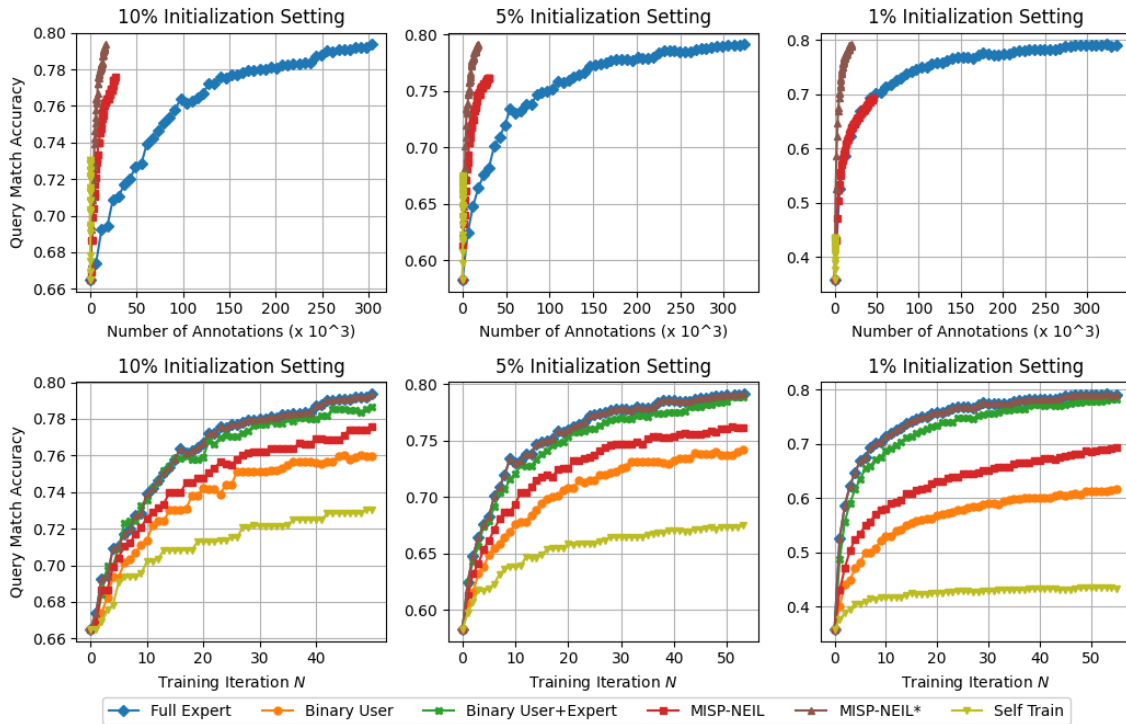 10% Initialization Setting
5% Initialization Setting
1% Initialization Setting
Query Match Accuracy
0.80
0.78
0.76
0.74
0.72
0.70
0.68
0.66
0 50 100 150 200 250 300
Number of Annotations (x 10^3)
0.80
0.75
0.70
0.65
0.60
0 50 100 150 200 250 300
Number of Annotations (x 10^3)
0.8
0.7
0.6
0.5
0.4
0 50 100 150 200 250 300
Number of Annotations (x 10^3)
10% Initialization Setting
5% Initialization Setting
1% Initialization Setting
Query Match Accuracy
0.80
0.78
0.76
0.74
0.72
0.70
0.68
0.66
0 10 20 30 40
Training Iteration N
0.80
0.75
0.70
0.65
0.60
0 10 20 30 40 50
Training Iteration N
0.8
0.7
0.6
0.5
0.4
0 10 20 30 40 50
Training Iteration N
Full Expert Binary User Binary User+Expert MISP-NEIL MISP-NEIL* Self Train